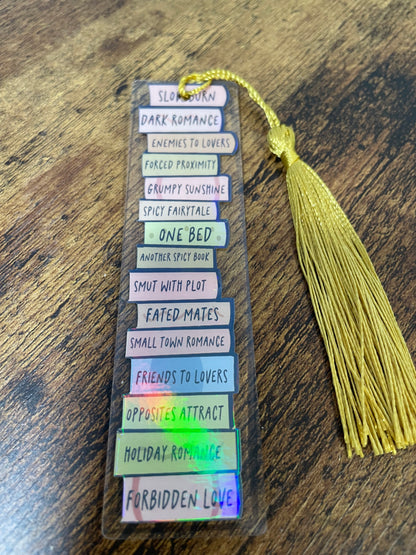 SLOW BURN
DARK ROMANCE
ENEMIES TO LOVERS
FORCED PROXIMITY
GRUMPY SUNSHINE
SPICY FAIRYTALE
ONE BED
ANOTHER SPICY BOOK
SMUT WITH PLOT
FATED MATES
SMALL TOWN ROMANCE
FRIENDS TO LOVERS
OPPOSITES ATTRACT
HOLIDAY ROMANCE
FORBIDDEN LOVE